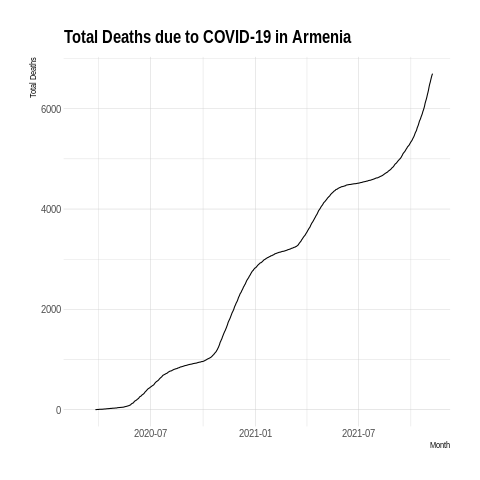 Total Deaths due to COVID-19 in Armenia
Total Deaths
6000
4000
2000
0
2020-07 2021-01 2021-07
Month